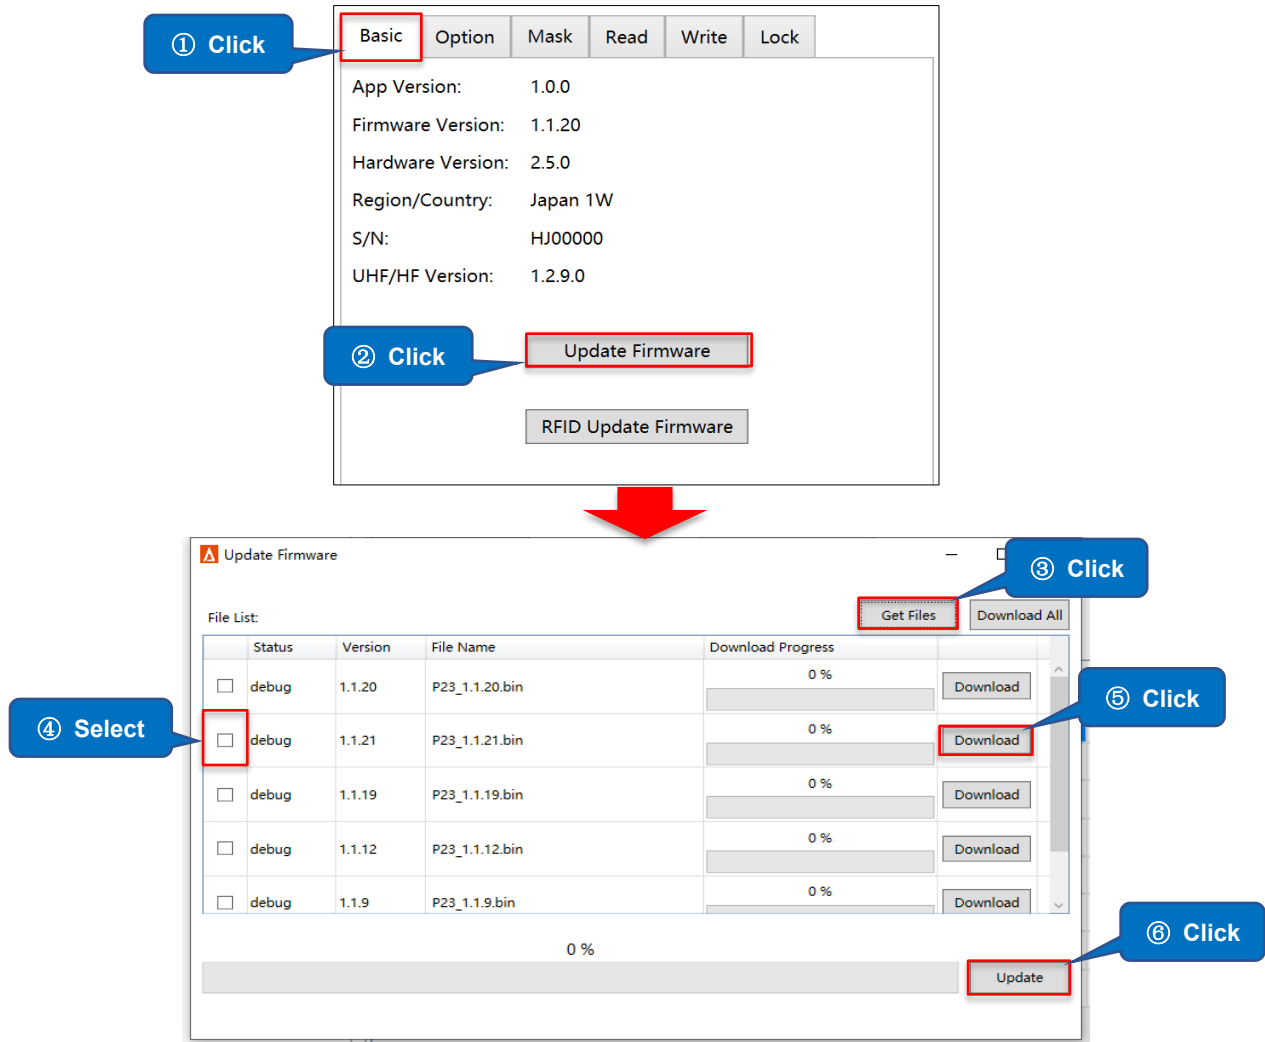 ① Click
Basic Option Mask Read Write Lock
App Version: 1.0.0
Firmware Version: 1.1.20
Hardware Version: 2.5.0
Region/Country: Japan 1W
S/N: HJ00000
UHF/HF Version: 1.2.9.0
② Click
Update Firmware
RFID Update Firmware
Update Firmware
③ Click
File List: Get Files Download All
Status Version File Name Download Progress
debug 1.1.20 P23_1.1.20.bin 0 % Download
⑤ Click
④ Select
debug 1.1.21 P23_1.1.21.bin 0 % Download
debug 1.1.19 P23_1.1.19.bin 0 % Download
debug 1.1.12 P23_1.1.12.bin 0 % Download
debug 1.1.9 P23_1.1.9.bin 0 % Download
⑥ Click
0 %
Update